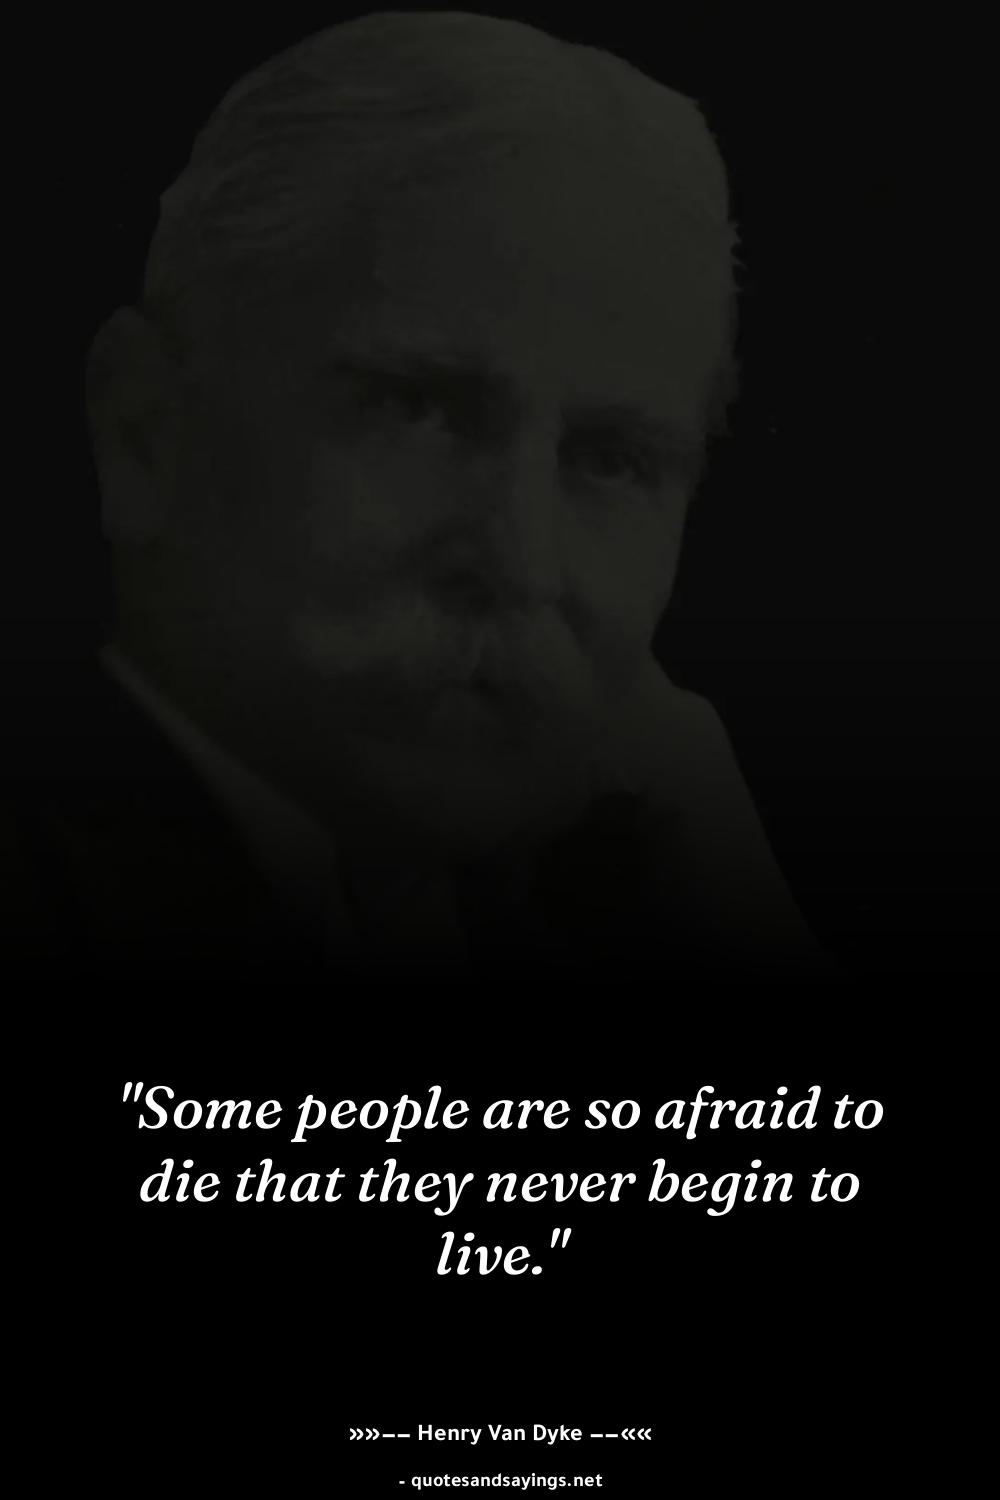 "Some people are so afraid to
die that they never begin to
live."
»»–– Henry Van Dyke ––««
- quotesandsayings.net